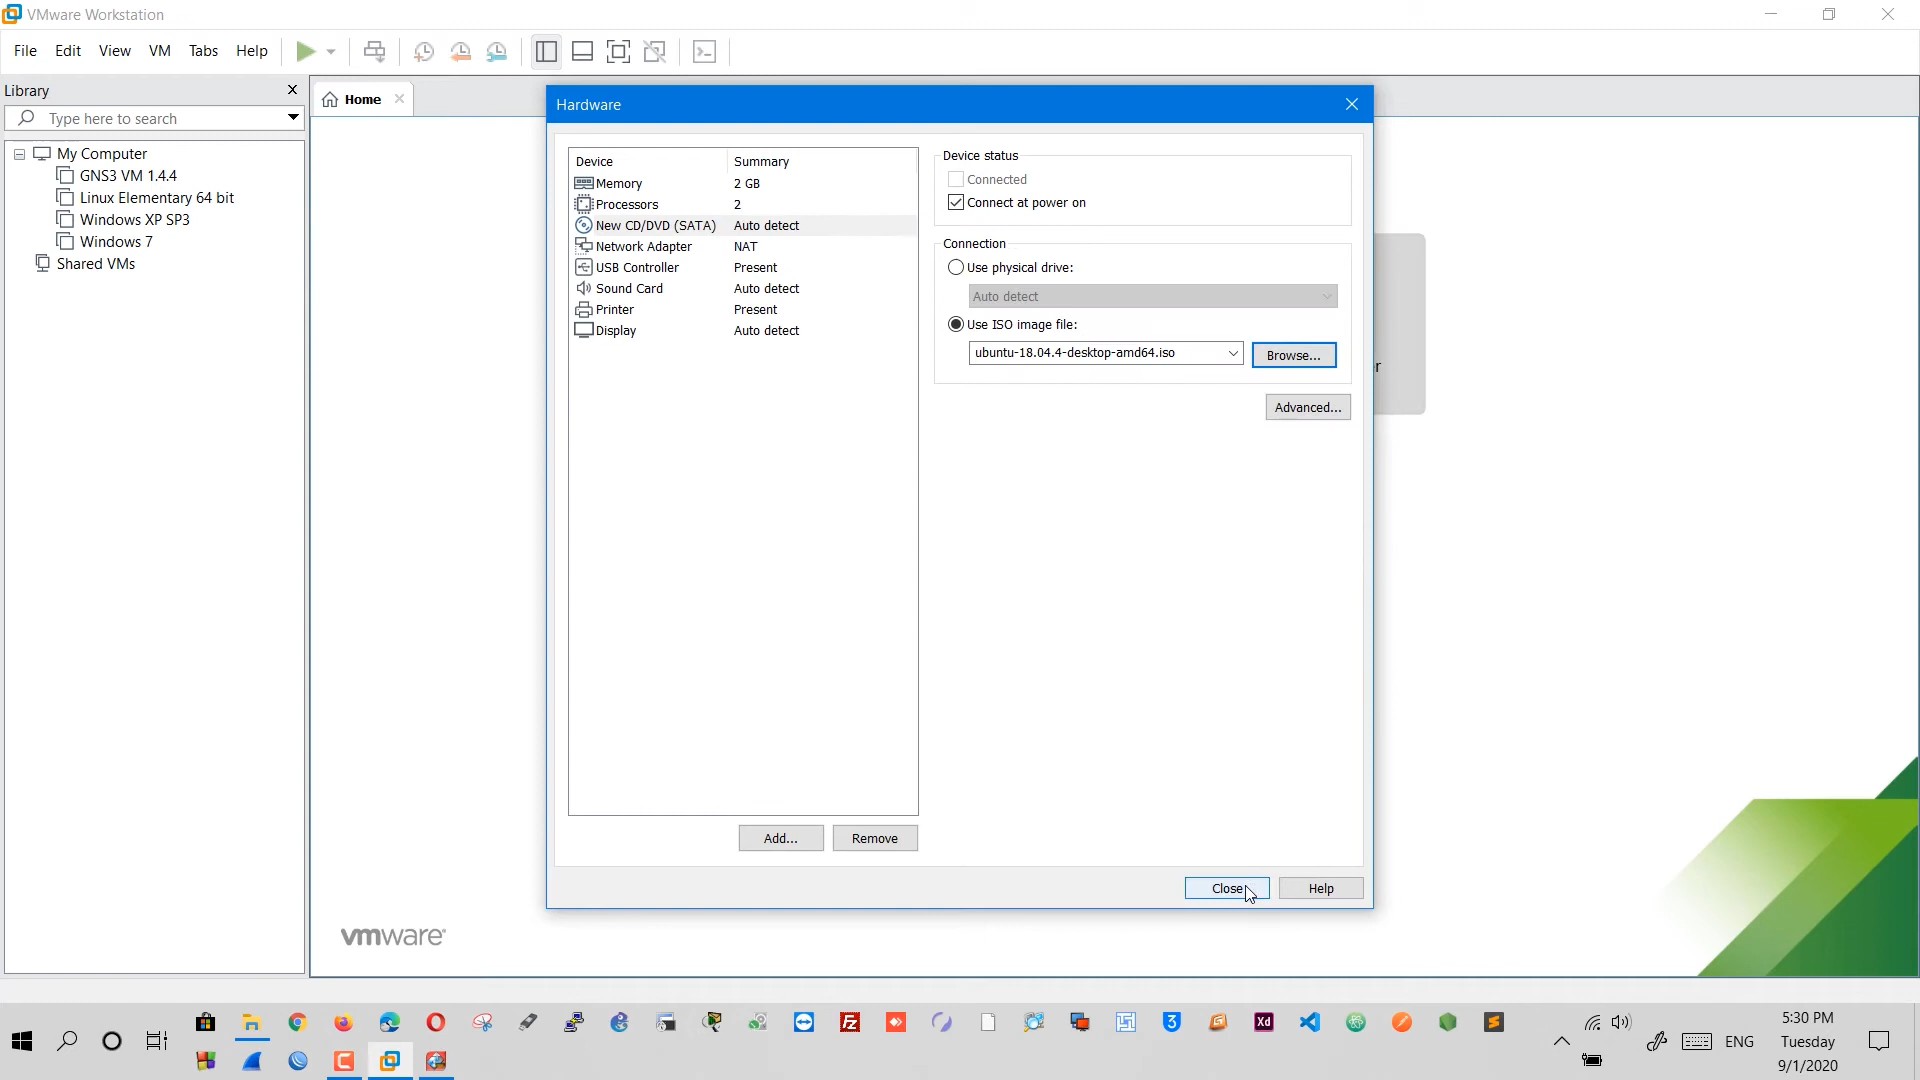 VMware Workstation
File Edit View VM Tabs Help
Library
Type here to search
My Computer
GNS3 VM 1.4.4
Linux Elementary 64 bit
Windows XP SP3
Windows 7
Shared VMs
Home
Hardware
Device Summary
Memory 2 GB
Processors 2
New CD/DVD (SATA) Auto detect
Network Adapter NAT
USB Controller Present
Sound Card Auto detect
Printer Present
Display Auto detect
Add...
Remove
Device status
Connected
Connect at power on
Connection
Use physical drive:
Auto detect
Use ISO image file:
ubuntu-18.04.4-desktop-amd64.iso
Browse...
Advanced...
r
Close
Help
vmware
Xd
ENG
5:30 PM
Tuesday
9/1/2020